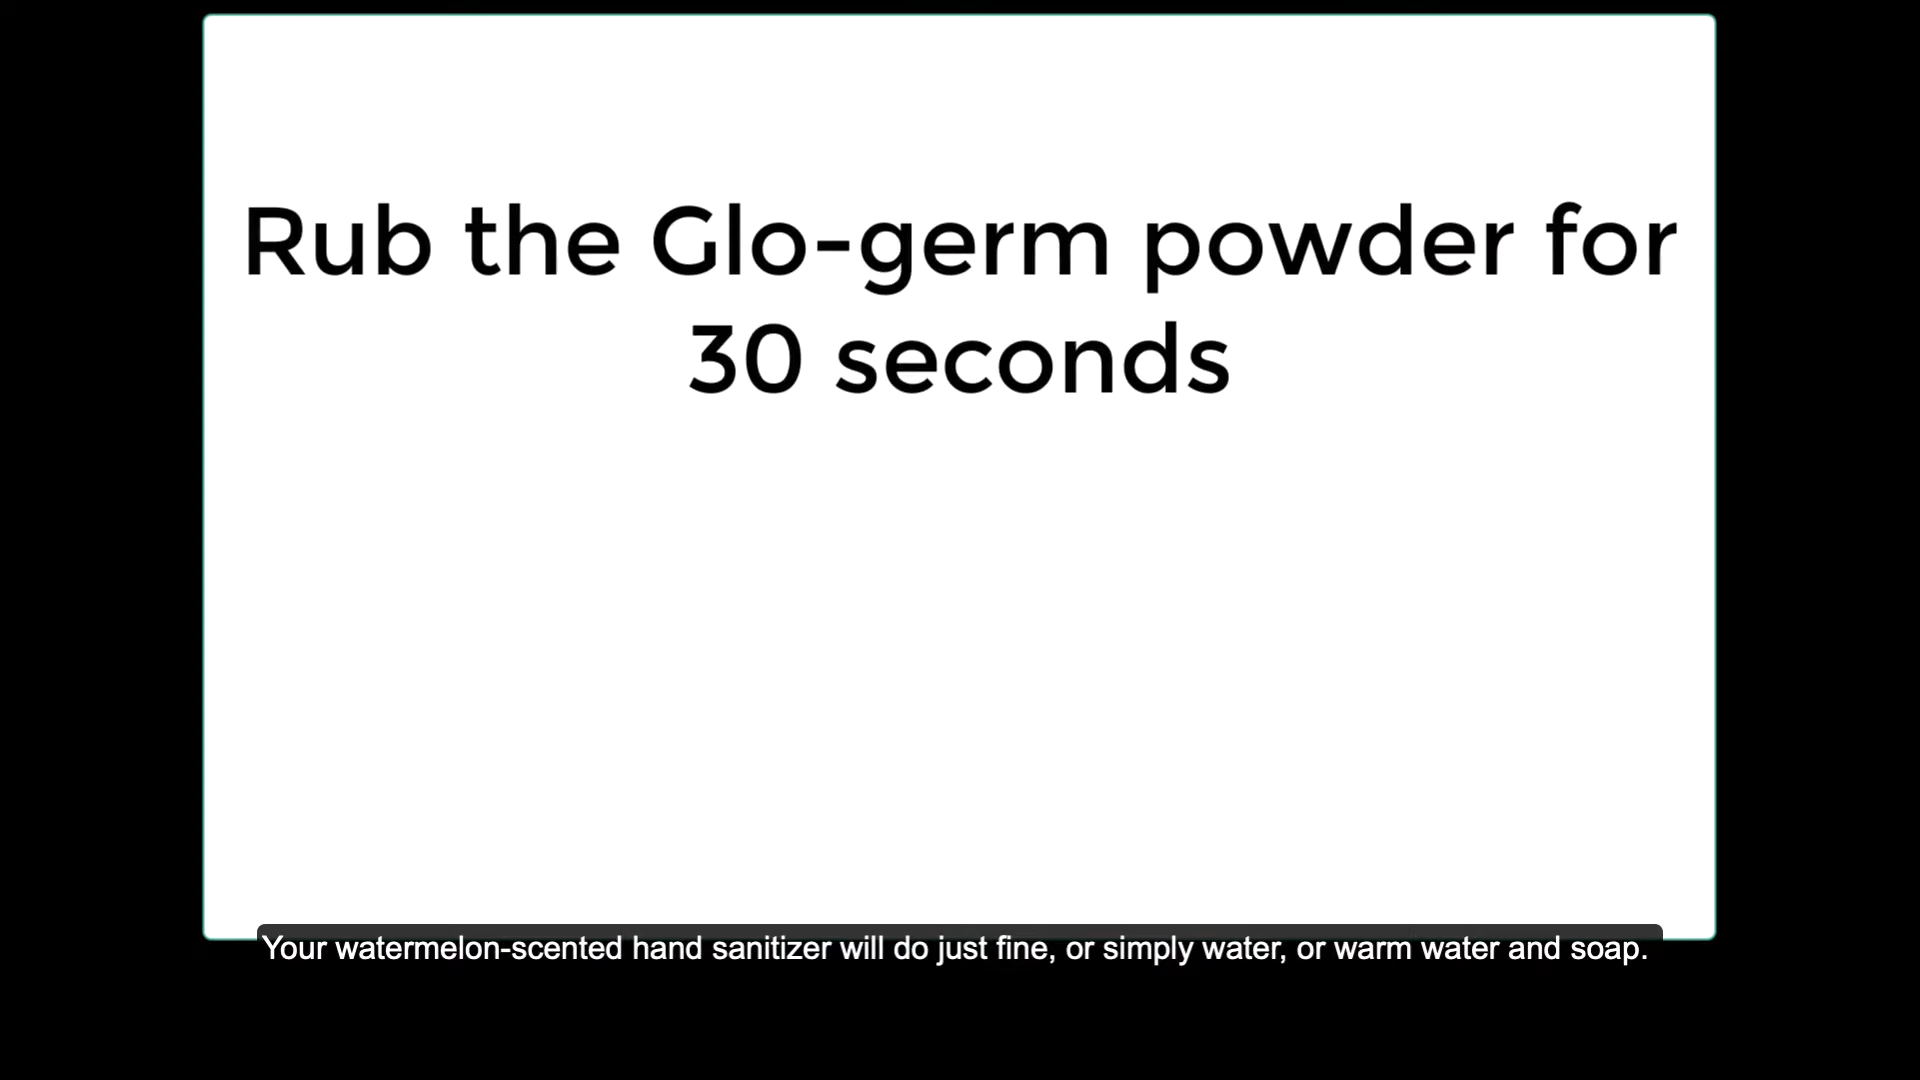 Rub the Glo-germ powder for
30 seconds
Your watermelon-scented hand sanitizer will do just fine, or simply water, or warm water and soap.